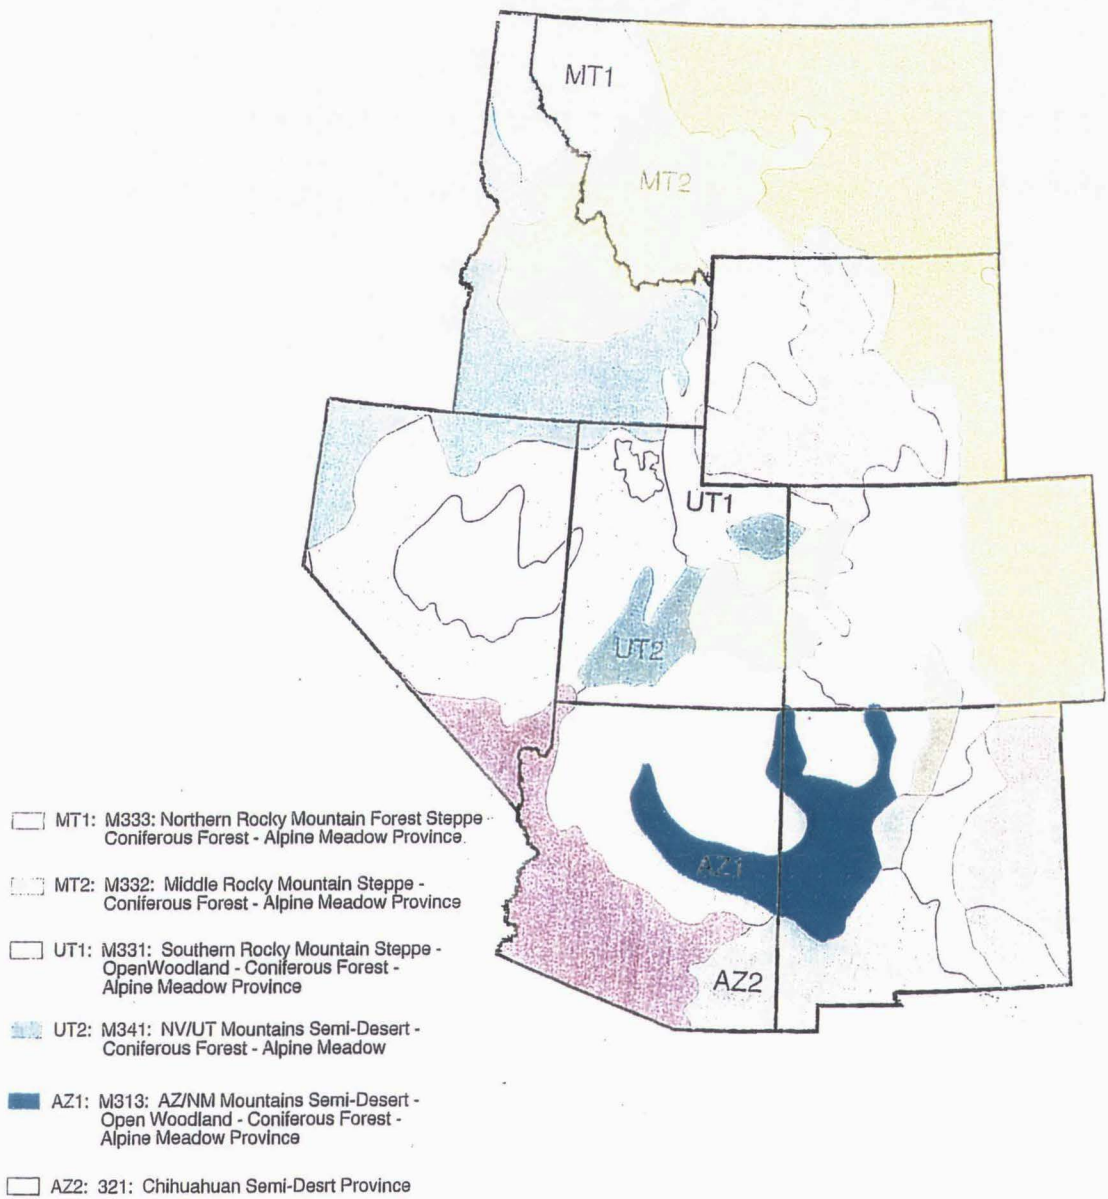 MT1
MT2
UT1
UT2
AZ1
AZ2
MT1: M333: Northern Rocky Mountain Forest Steppe -
Coniferous Forest - Alpine Meadow Province.
MT2: M332: Middle Rocky Mountain Steppe -
Coniferous Forest - Alpine Meadow Province
UT1: M331: Southern Rocky Mountain Steppe -
OpenWoodland - Coniferous Forest -
Alpine Meadow Province
UT2: M341: NV/UT Mountains Semi-Desert -
Coniferous Forest - Alpine Meadow
AZ1: M313: AZ/NM Mountains Semi-Desert -
Open Woodland - Coniferous Forest -
Alpine Meadow Province
AZ2: 321: Chihuahuan Semi-Desrt Province